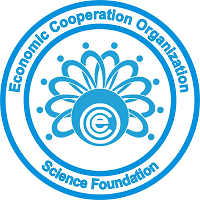 Economic Cooperation Organization
Science Foundation
e